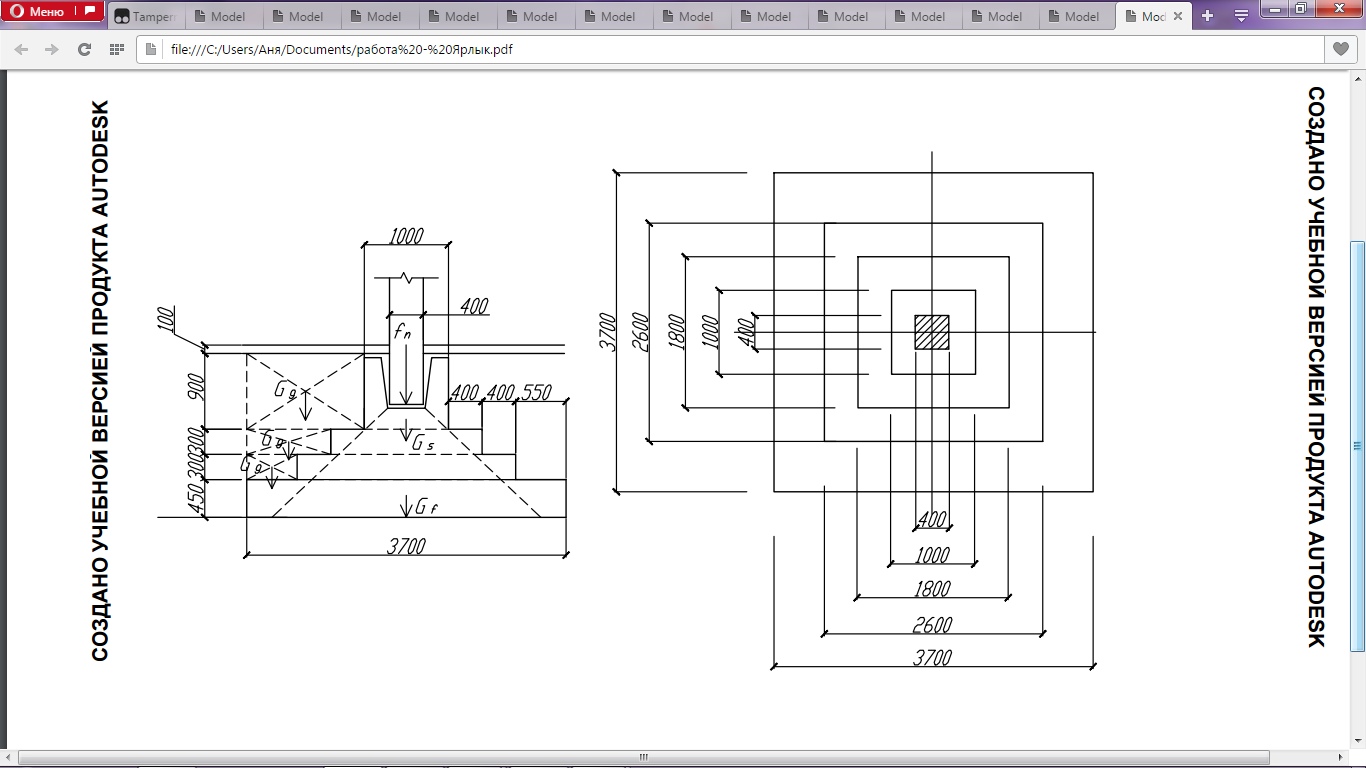 Меню
Tamper
Model
Model
Model
Model
Model
Model
Model
Model
Model
Model
Model
Model
Mod
file:///C:/Users/Аня/Documents/работа%20-%20Ярлык.pdf
СОЗДАНО УЧЕБНОЙ ВЕРСИЕЙ ПРОДУКТА AUTODESK
1000
400
100
fn
900
Gg
400
400
550
300
Gg
Gs
300
Gg
450
Gf
3700
3700
2600
1800
1000
400
400
1000
1800
2600
3700
СОЗДАНО УЧЕБНОЙ ВЕРСИЕЙ ПРОДУКТА AUTODESK